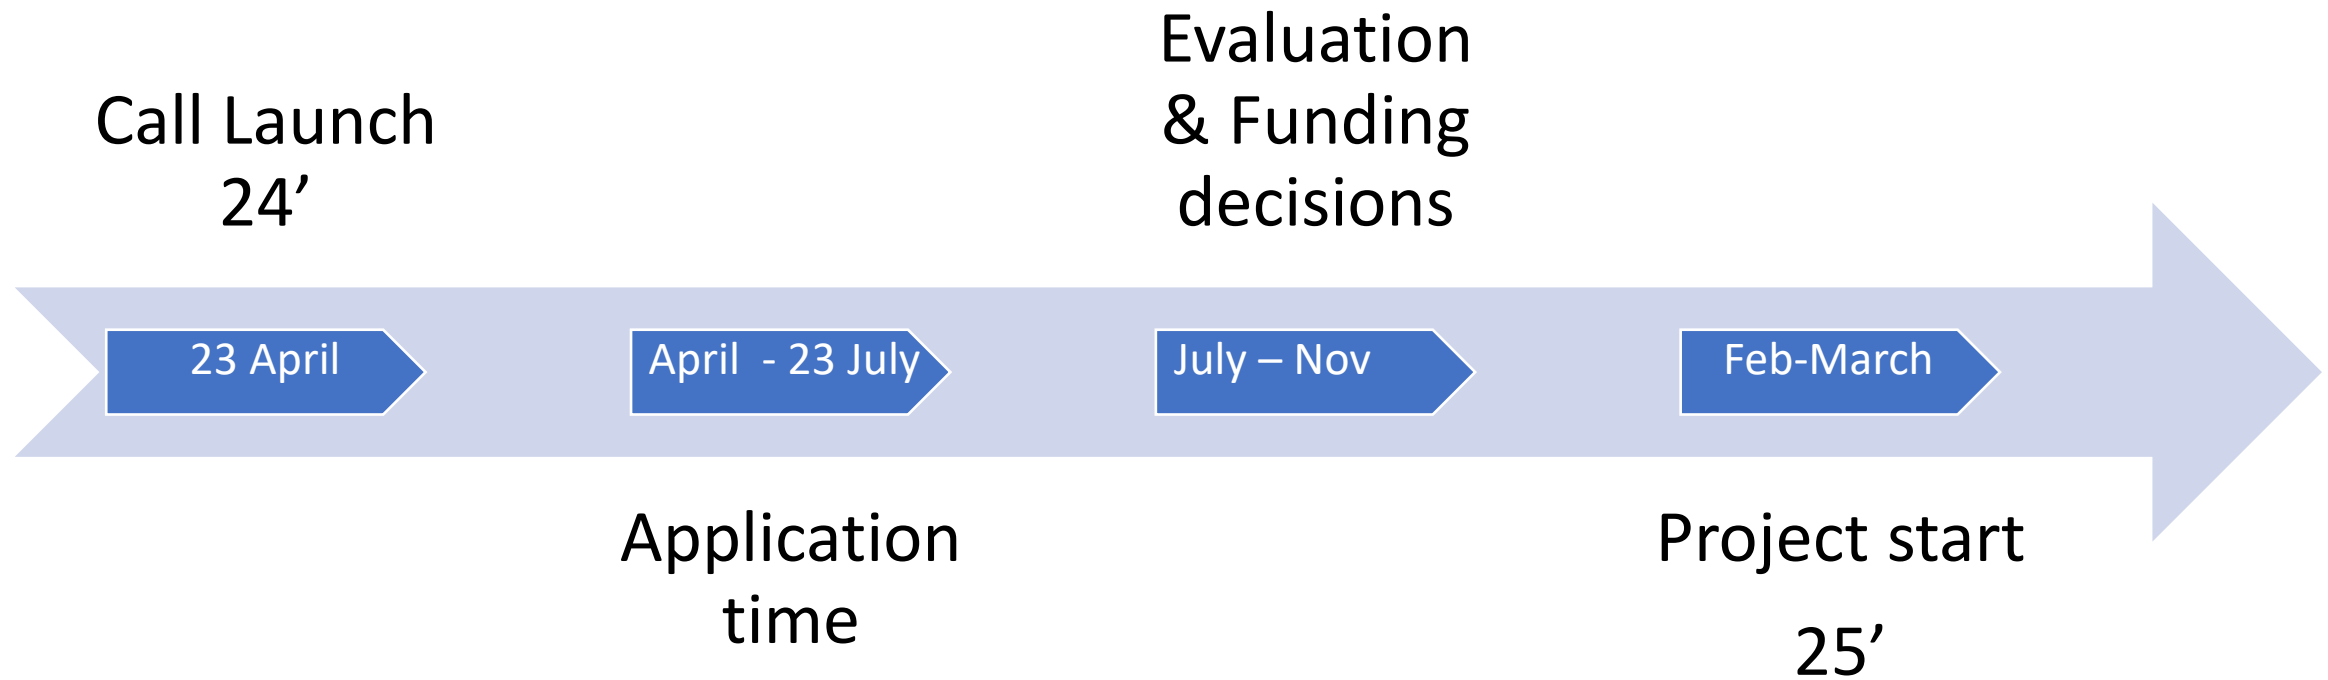 Call Launch
24’
23 April
April - 23 July
Application
time
Evaluation
& Funding
decisions
July – Nov
Feb-March
Project start
25’